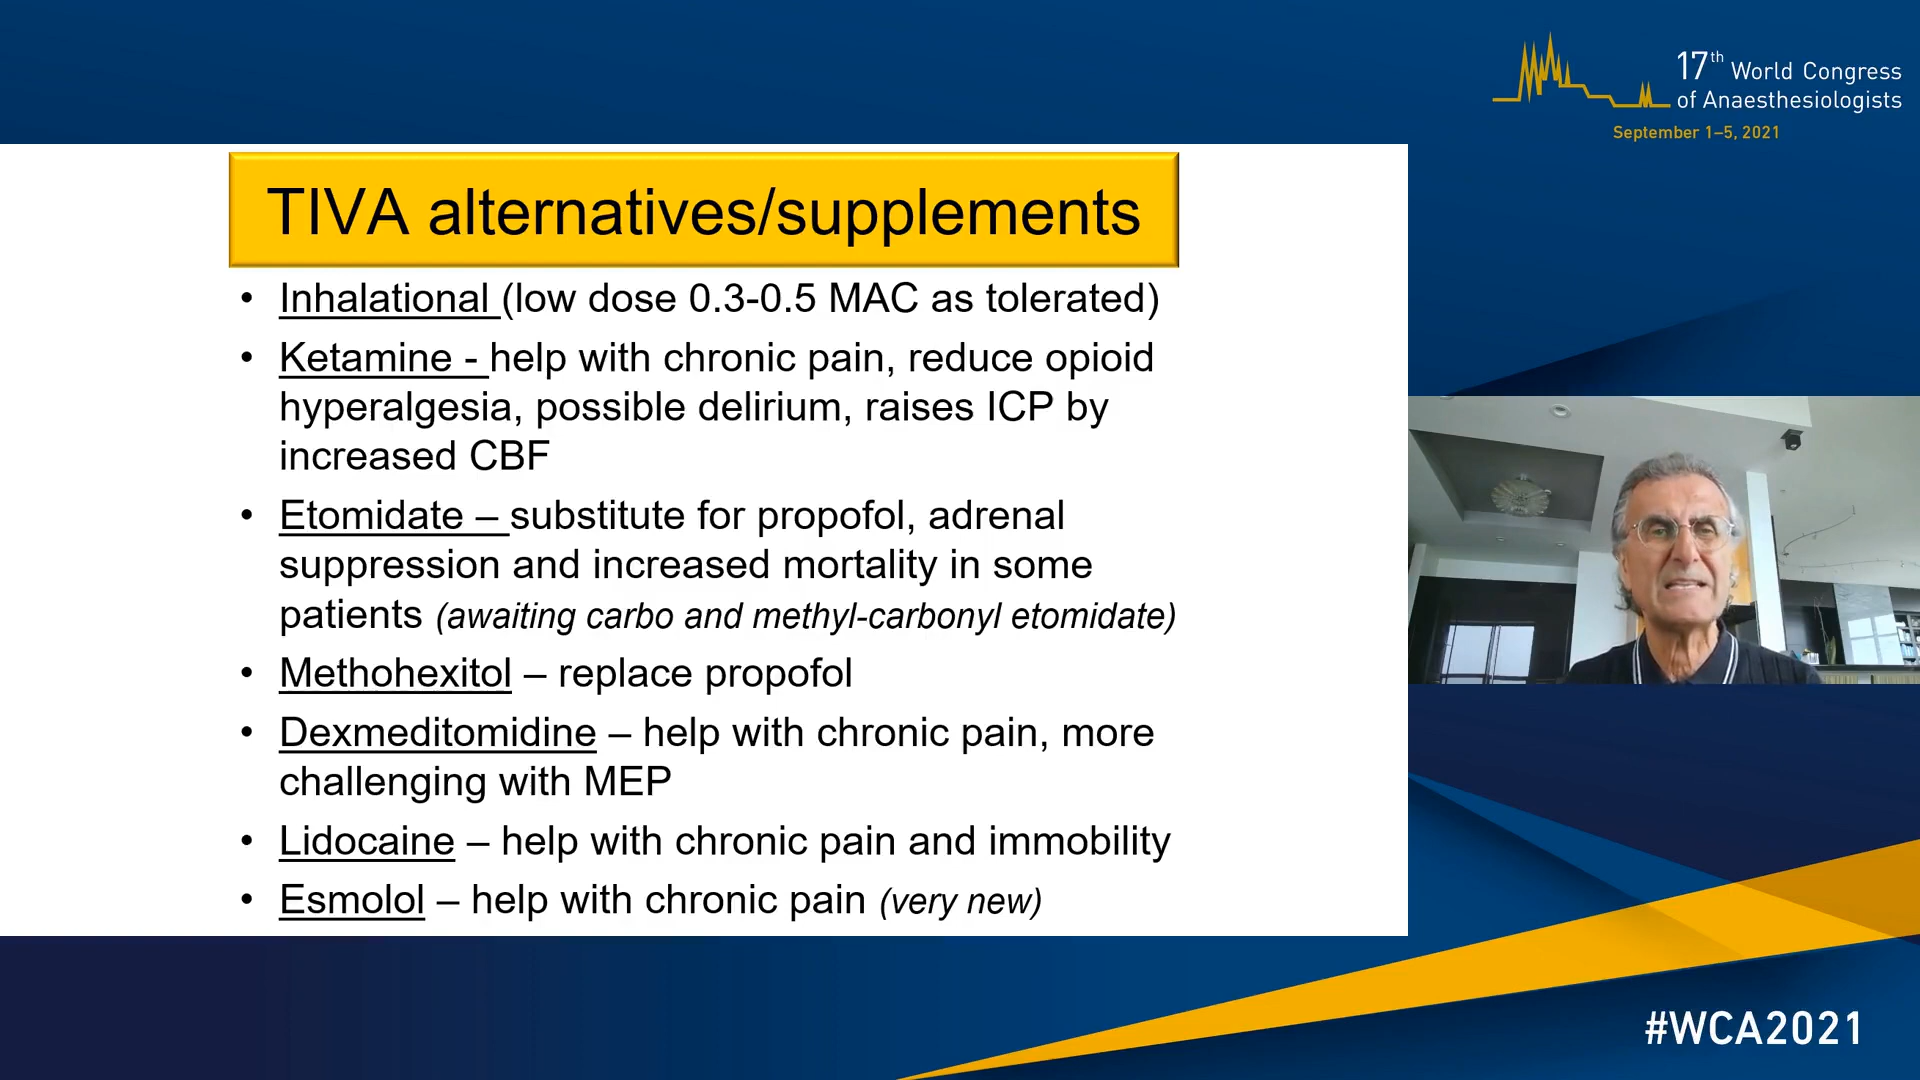 17th World Congress
of Anaesthesiologists
September 1–5, 2021
TIVA alternatives/supplements
• Inhalational (low dose 0.3-0.5 MAC as tolerated)
• Ketamine - help with chronic pain, reduce opioid
hyperalgesia, possible delirium, raises ICP by
increased CBF
• Etomidate – substitute for propofol, adrenal
suppression and increased mortality in some
patients (awaiting carbo and methyl-carbonyl etomidate)
• Methohexitol – replace propofol
• Dexmeditomidine – help with chronic pain, more
challenging with MEP
• Lidocaine – help with chronic pain and immobility
• Esmolol – help with chronic pain (very new)
#WCA2021